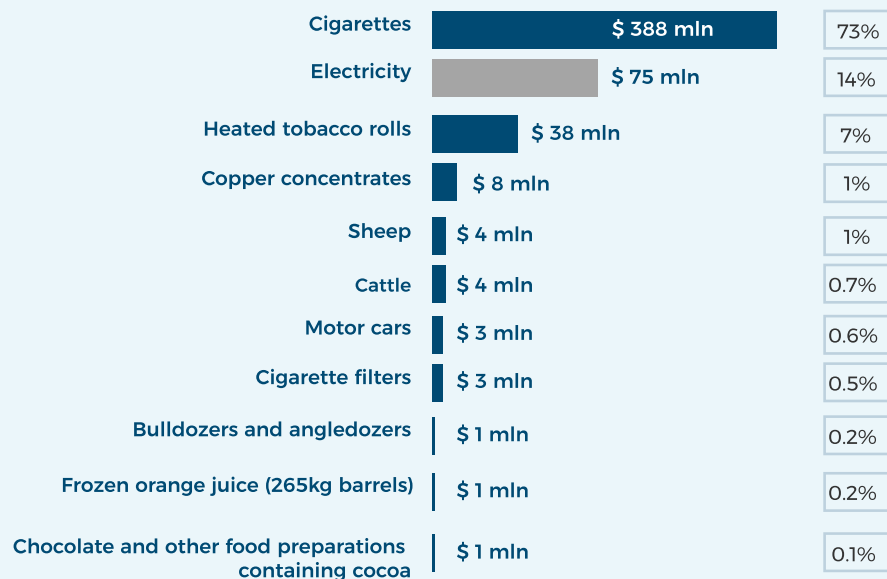 Cigarettes $ 388 mln 73%
Electricity $ 75 mln 14%
Heated tobacco rolls $ 38 mln 7%
Copper concentrates $ 8 mln 1%
Sheep $ 4 mln 1%
Cattle $ 4 mln 0.7%
Motor cars $ 3 mln 0.6%
Cigarette filters $ 3 mln 0.5%
Bulldozers and angledozers $ 1 mln 0.2%
Frozen orange juice (265kg barrels) $ 1 mln 0.2%
Chocolate and other food preparations $ 1 mln 0.1%
containing cocoa